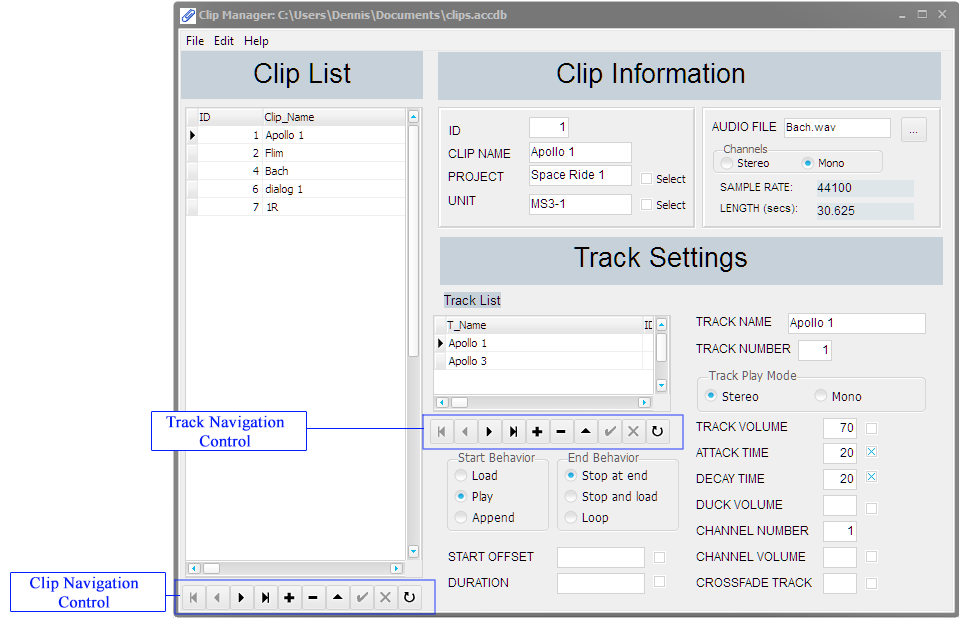 Clip Manager: C:\Users\Dennis\Documents\clips.accdb
File Edit Help
Clip List
ID Clip_Name
1 Apollo 1
2 Flim
4 Bach
6 dialog 1
7 1R
Clip Information
ID 1
CLIP NAME Apollo 1
PROJECT Space Ride 1 Select
UNIT MS3-1 Select
AUDIO FILE Bach.wav ...
Channels
Stereo Mono
SAMPLE RATE: 44100
LENGTH (secs): 30.625
Track Settings
Track List
T_Name ID
Apollo 1
Apollo 3
TRACK NAME Apollo 1
TRACK NUMBER 1
Track Play Mode
Stereo Mono
Track Navigation
Control
Start Behavior
Load
Play
Append
End Behavior
Stop at end
Stop and load
Loop
START OFFSET
DURATION
TRACK VOLUME 70
ATTACK TIME 20
DECAY TIME 20
DUCK VOLUME
CHANNEL NUMBER 1
CHANNEL VOLUME
CROSSFADE TRACK
Clip Navigation
Control